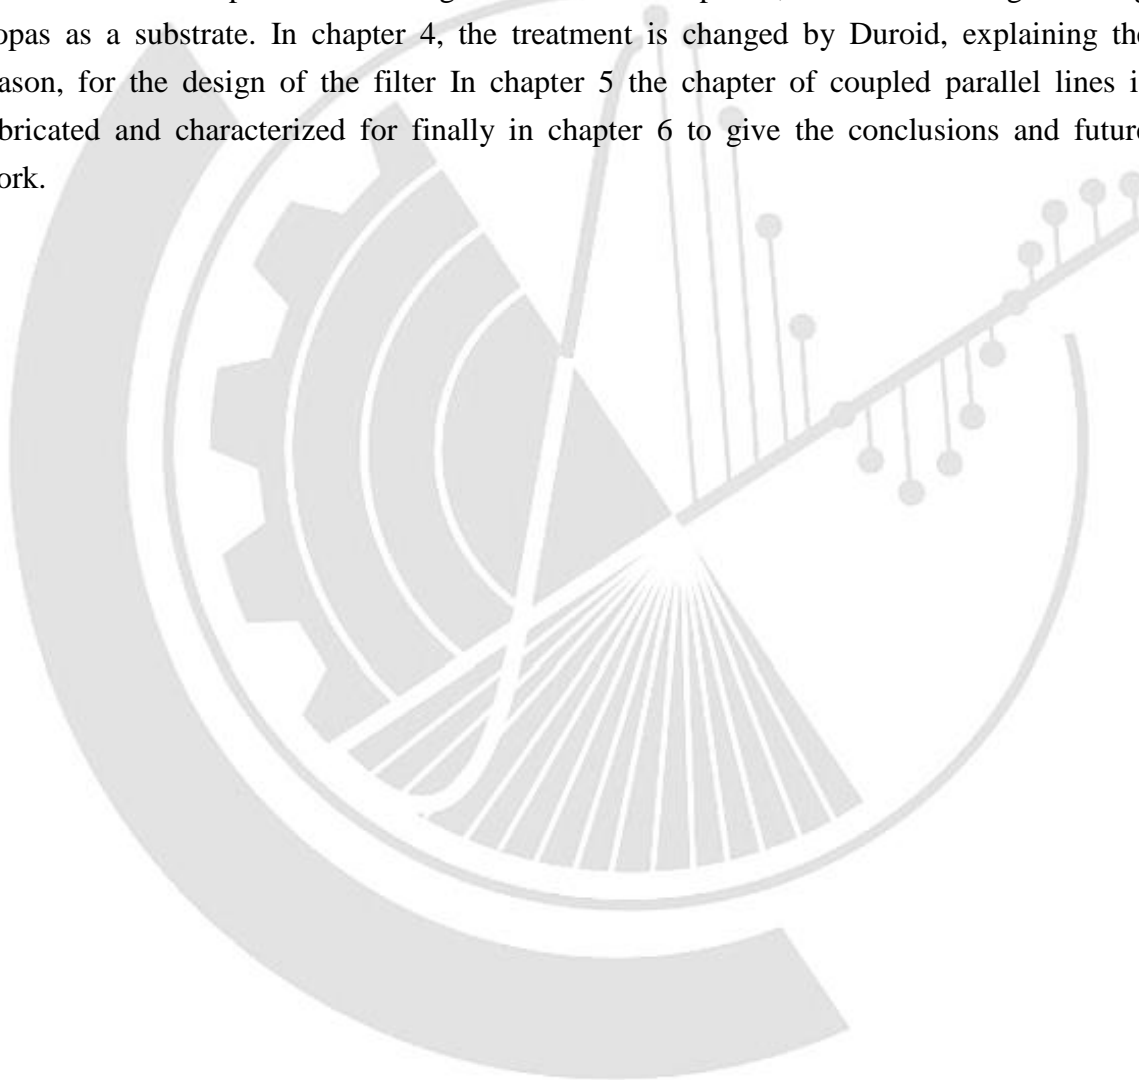 opas as a substrate. In chapter 4, the treatment is changed by Duroid, explaining the
ason, for the design of the filter In chapter 5 the chapter of coupled parallel lines i
bricated and characterized for finally in chapter 6 to give the conclusions and future
ork.